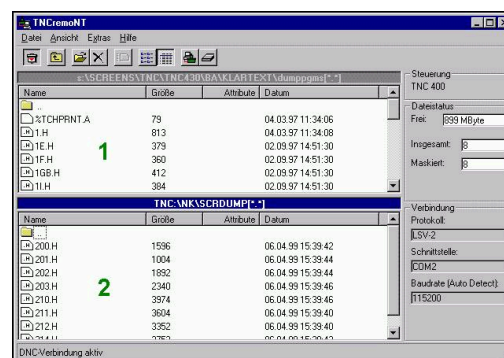 TNCremoNT
Datei Ansicht Extras Hilfe
s:\SCREENS\TNC\TNC430\BA\KLARTEXT\dumppgms[*.*]
Name Größe Attribute Datum
..
%TCHPRNT.A 79 04.03.97 11:34:06
1.H 813 04.03.97 11:34:08
1E.H 379 02.09.97 14:51:30
1F.H 360 02.09.97 14:51:30
1GB.H 412 02.09.97 14:51:30
1I.H 384 02.09.97 14:51:30
1
TNC:\NK\SCRDUMP[*.*]
Name Größe Attribute Datum
..
200.H 1596 06.04.99 15:39:42
201.H 1004 06.04.99 15:39:44
202.H 1892 06.04.99 15:39:44
203.H 2340 06.04.99 15:39:46
210.H 3974 06.04.99 15:39:46
211.H 3604 06.04.99 15:39:40
212.H 3352 06.04.99 15:39:40
2
Steuerung
TNC 400
Dateistatus
Frei: 899 MByte
Insgesamt: 8
Maskiert: 8
Verbindung
Protokoll:
LSV-2
Schnittstelle:
COM2
Baudrate (Auto Detect):
115200
DNC-Verbindung aktiv